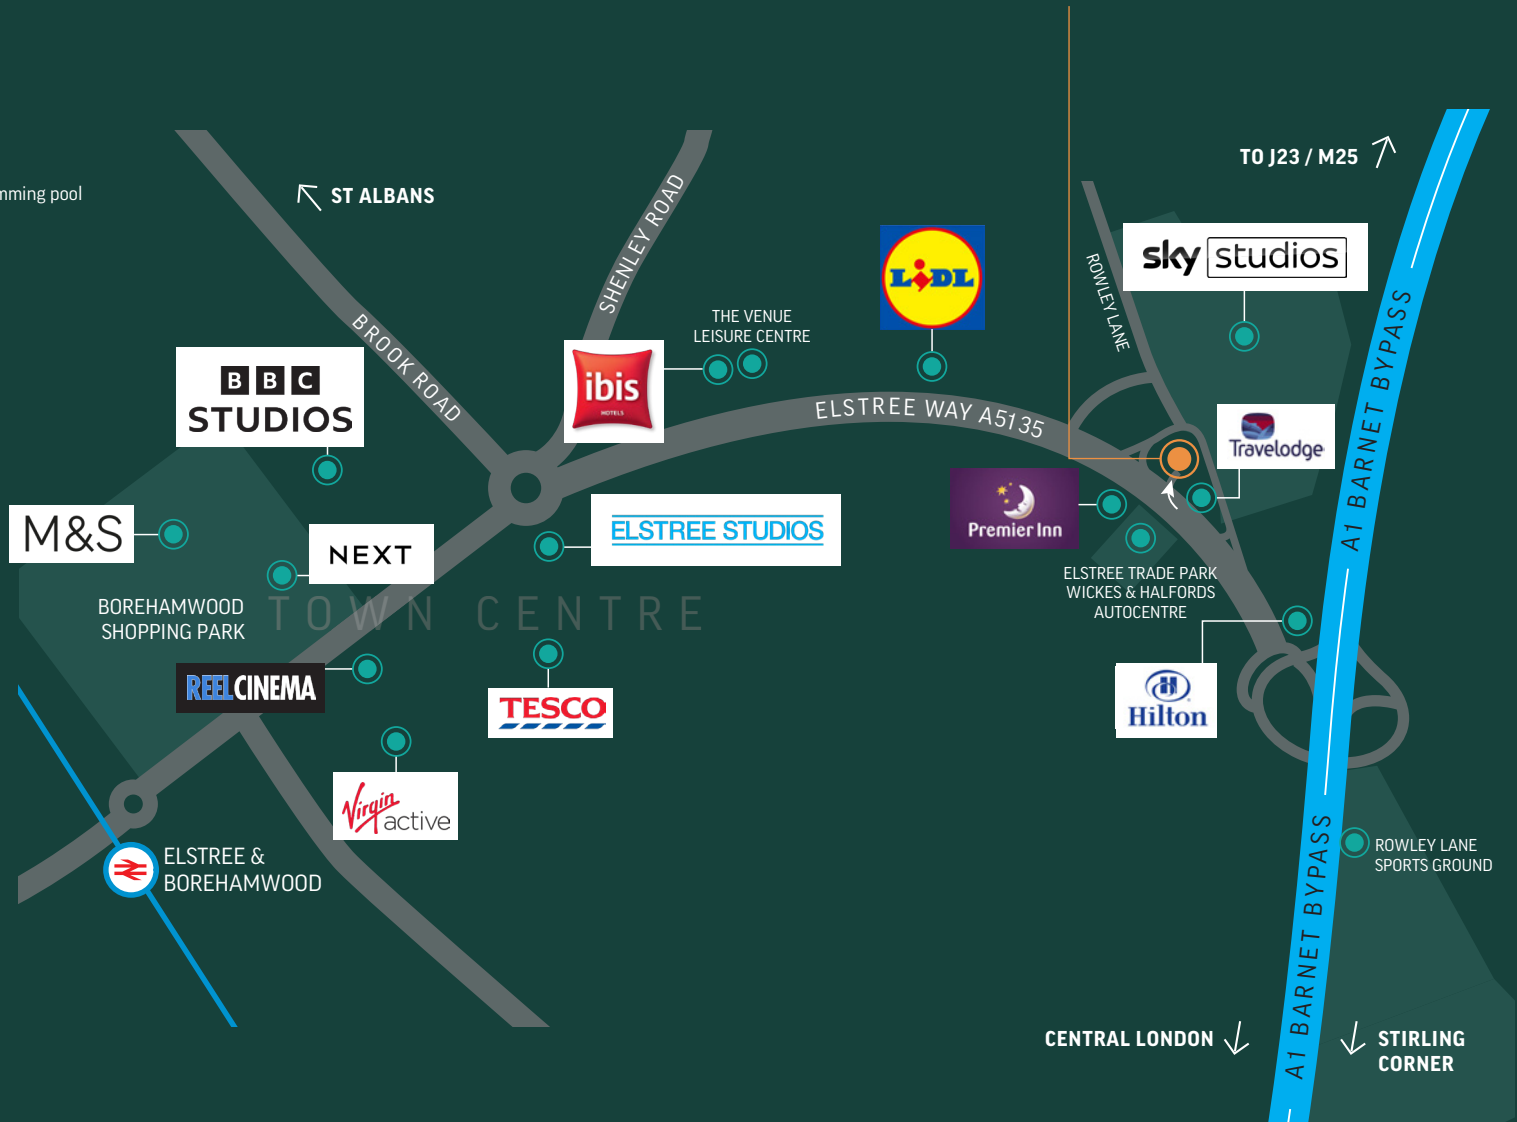 TO J23 / M25
mming pool
ST ALBANS
SHENLEY ROAD
sky studios
LiDL
ROWLEY LANE
THE VENUE
LEISURE CENTRE
BROOK ROAD
BBC
STUDIOS
ibis
HOTELS
ELSTREE WAY A5135
A1 BARNET BYPASS
Travelodge
M&S
NEXT
ELSTREE STUDIOS
Premier Inn
ELSTREE TRADE PARK
WICKES & HALFORDS
AUTOCENTRE
BOREHAMWOOD
SHOPPING PARK
TOWN CENTRE
REEL CINEMA
TESCO
Hilton
Virgin
active
ELSTREE &
BOREHAMWOOD
A1 BARNET BYPASS
ROWLEY LANE
SPORTS GROUND
CENTRAL LONDON
STIRLING
CORNER